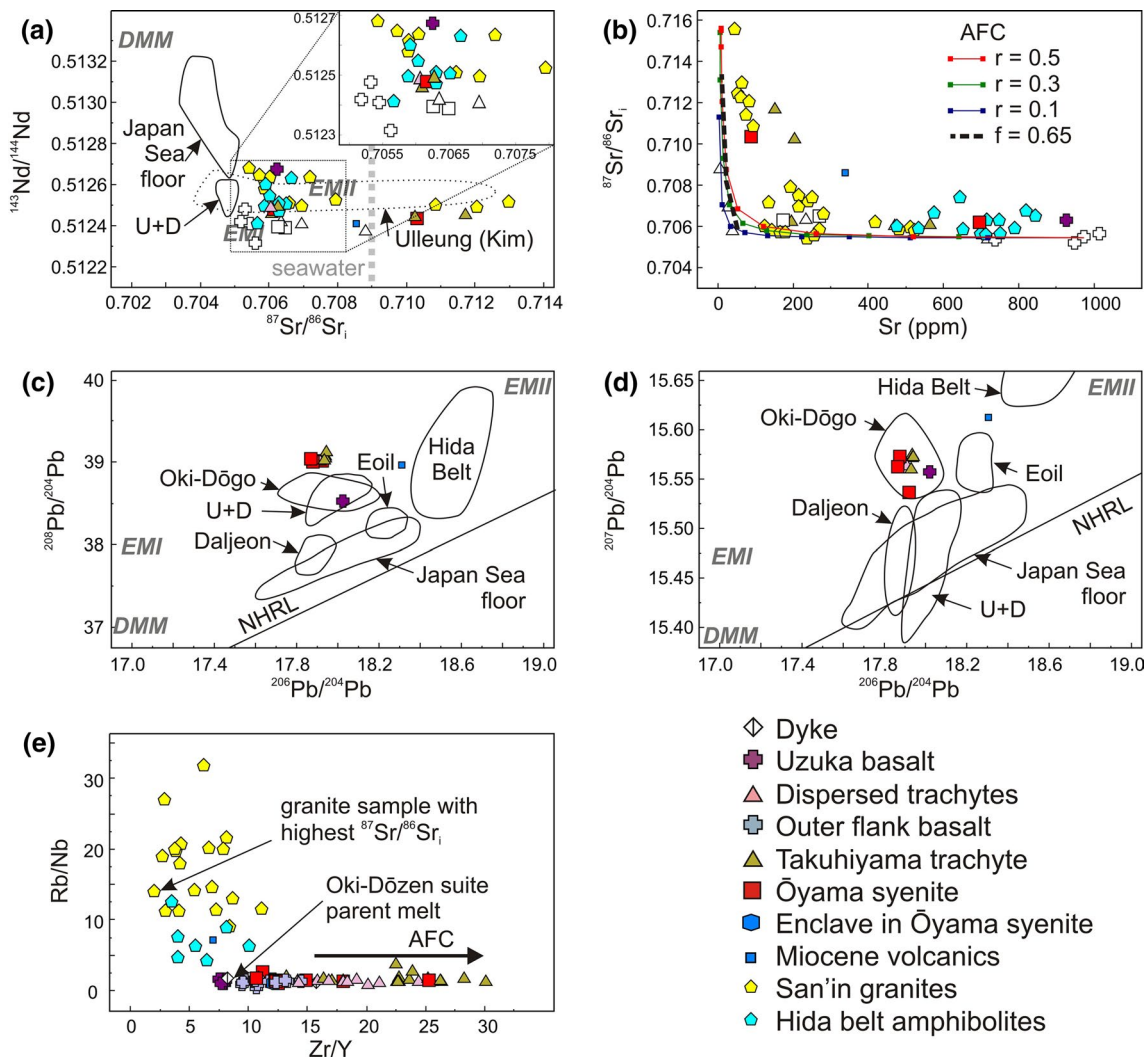 (a)
DMM
0.5132
0.5130
0.5128
0.5126
0.5124
0.5122
¹⁴³Nd/¹⁴⁴Nd
Japan
Sea
floor
U+D
EMI
EMII
0.5127
0.5125
0.5123
0.7055
0.7065
0.7075
Ulleung (Kim)
seawater
0.702
0.704
0.706
0.708
0.710
0.712
0.714
⁸⁷Sr/⁸⁶Srᵢ
(b)
0.716
0.714
0.712
0.710
0.708
0.706
0.704
⁸⁷Sr/⁸⁶Srᵢ
AFC
r = 0.5
r = 0.3
r = 0.1
f = 0.65
0
200
400
600
800
1000
Sr (ppm)
(c)
40
39
38
37
²⁰⁸Pb/²⁰⁴Pb
EMII
Hida
Belt
Eoil
Oki-Dōgo
U+D
Daljeon
EMI
DMM
NHRL
Japan Sea
floor
17.0
17.4
17.8
18.2
18.6
19.0
²⁰⁶Pb/²⁰⁴Pb
(d)
15.65
15.60
15.55
15.50
15.45
15.40
²⁰⁷Pb/²⁰⁴Pb
Hida Belt
EMII
Oki-Dōgo
Eoil
Daljeon
NHRL
EMI
Japan Sea
floor
U+D
DMM
17.0
17.4
17.8
18.2
18.6
19.0
²⁰⁶Pb/²⁰⁴Pb
(e)
30
20
10
0
Rb/Nb
granite sample with
highest ⁸⁷Sr/⁸⁶Srᵢ
Oki-Dōzen suite
parent melt
AFC
0
5
10
15
20
25
30
Zr/Y
Dyke
Uzuka basalt
Dispersed trachytes
Outer flank basalt
Takuhiyama trachyte
Ōyama syenite
Enclave in Ōyama syenite
Miocene volcanics
San’in granites
Hida belt amphibolites